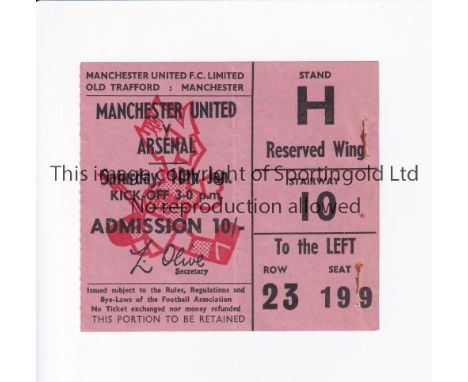 MANCHESTER UNITED F.C. LIMITED
OLD TRAFFORD : MANCHESTER
MANCHESTER UNITED
v
ARSENAL
10th Jan.
KICK-OFF 3-0 p.m.
ADMISSION 10/-
L. Olive
Secretary
Issued subject to the Rules, Regulations and
Bye-Laws of the Football Association
No Ticket exchanged nor money refunded
THIS PORTION TO BE RETAINED
STAND
H
Reserved Wing
STAIRWAY
10
To the LEFT
ROW SEAT
23 199
This image copyright of Sportingold Ltd
No reproduction allowed